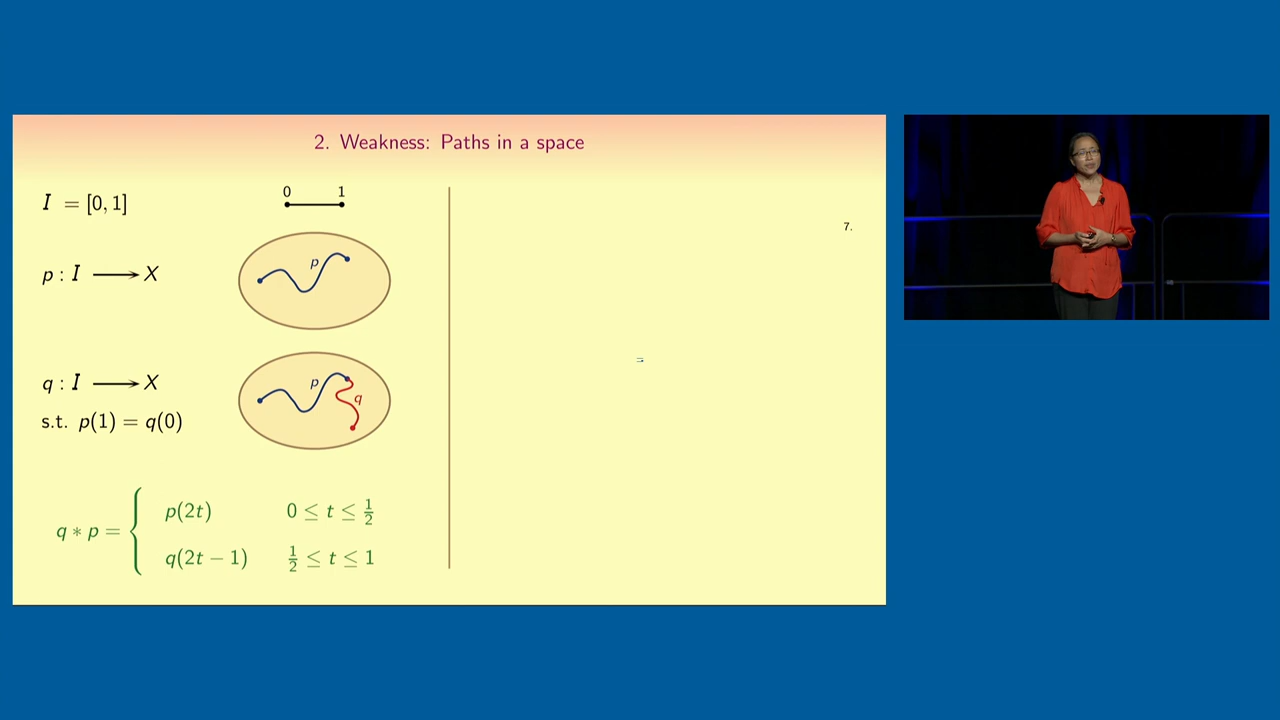 2. Weakness: Paths in a space
I = [0, 1]
0 1
7.
p : I ⟶ X
p
q : I ⟶ X
p
q
s.t. p(1) = q(0)
q ∗ p = { p(2t) 0 ≤ t ≤ 1/2
q(2t − 1) 1/2 ≤ t ≤ 1